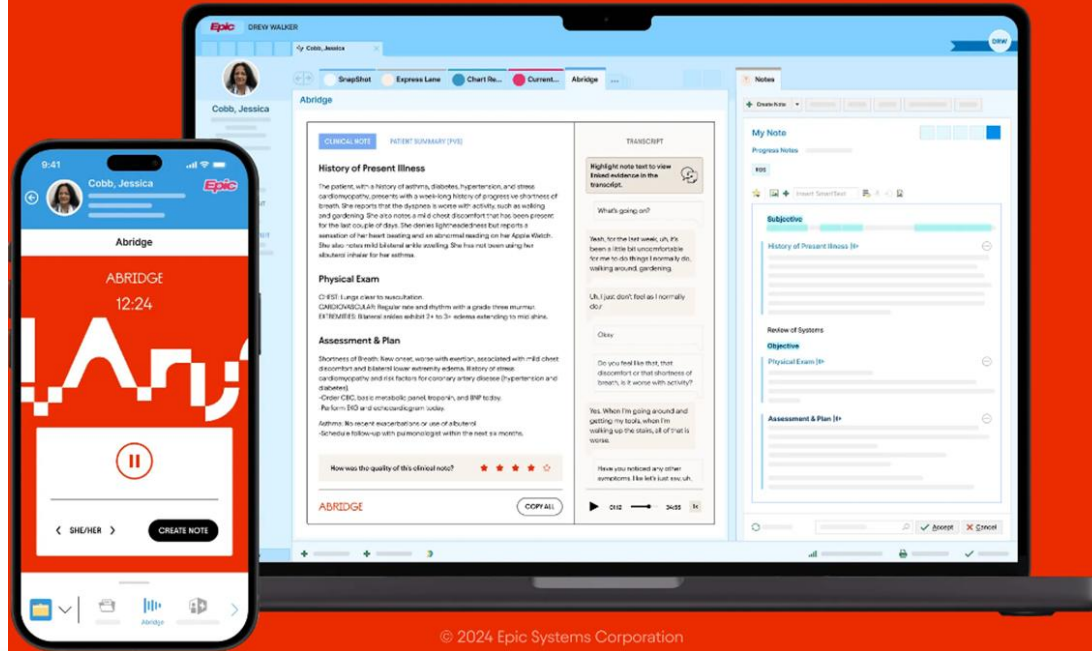 Epic
DREW WALKER
DRW
Cobb, Jessica
Cobb, Jessica
SnapShot
Express Lane
Chart Re...
Current...
Abridge
...
Abridge
CLINICAL NOTE
PATIENT SUMMARY (PVS)
History of Present Illness
The patient, with a history of asthma, diabetes, hypertension, and stress
cardiomyopathy, presents with a week-long history of progressive shortness of
breath. She reports that the dyspnea is worse with activity, such as walking
and gardening. She also notes a mild chest discomfort that has been present
for the last couple of days. She denies lightheadedness but reports a
sensation of her heart beating and an abnormal reading on her Apple Watch.
She also notes mild bilateral ankle swelling. She has not been using her
albuterol inhaler for her asthma.
Physical Exam
CHEST: Lungs clear to auscultation.
CARDIOVASCULAR: Regular rate and rhythm with a grade three murmur.
EXTREMITIES: Bilateral ankles exhibit 2+ to 3+ edema extending to mid shins.
Assessment & Plan
Shortness of Breath: New onset, worse with exertion, associated with mild chest
discomfort and bilateral lower extremity edema. History of stress
cardiomyopathy and risk factors for coronary artery disease (hypertension and
diabetes).
-Order CBC, basic metabolic panel, troponin, and BNP today.
-Perform EKG and echocardiogram today.
Asthma: No recent exacerbations or use of albuterol
-Schedule follow-up with pulmonologist within the next six months.
How was the quality of this clinical note?
ABRIDGE
COPY ALL
TRANSCRIPT
Highlight note text to view
linked evidence in the
transcript.
What's going on?
Yeah, for the last week, uh, it's
been a little bit uncomfortable
for me to do things I normally do,
walking around, gardening.
Uh, I just don't feel as I normally
do.
Okay
Do you feel like that, that
discomfort or that shortness of
breath, is it worse with activity?
Yes. When I'm going around and
getting my tools, when I'm
walking up the stairs, all of that is
worse.
Have you noticed any other
symptoms like let's just say, uh,
01:12
34:55
1x
Notes
Create Note
My Note
Progress Notes
ROS
Insert SmartText
Subjective
History of Present Illness
Review of Systems
Objective
Physical Exam
Assessment & Plan
Accept
Cancel
9:41
Cobb, Jessica
Epic
Abridge
ABRIDGE
12:24
SHE/HER
CREATE NOTE
Abridge
© 2024 Epic Systems Corporation